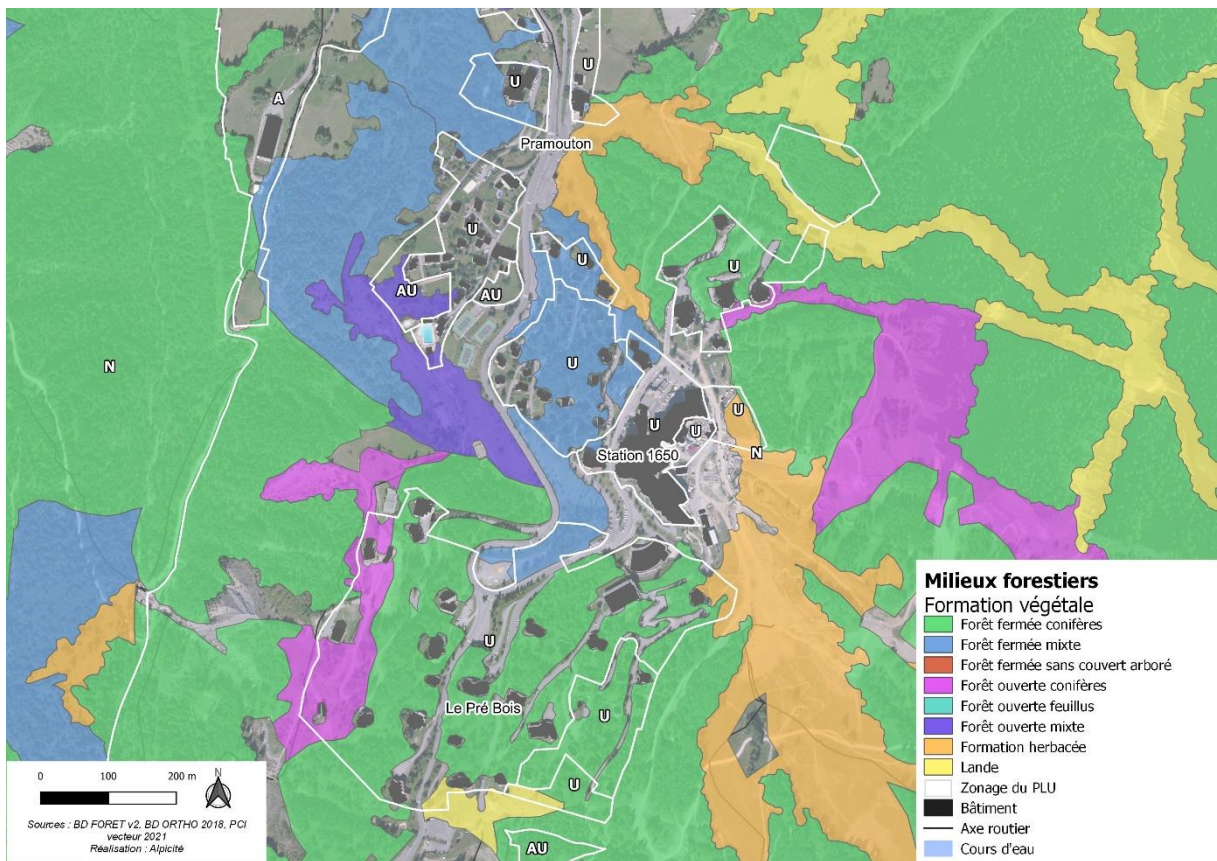 A
U
U
Pramouton
U
U
U
AU
AU
N
U
U
U
U
Station 1650
N
U
Le Pré Bois
U
U
AU
Milieux forestiers
Formation végétale
Forêt fermée conifères
Forêt fermée mixte
Forêt fermée sans couvert arboré
Forêt ouverte conifères
Forêt ouverte feuillus
Forêt ouverte mixte
Formation herbacée
Lande
Zonage du PLU
Bâtiment
Axe routier
Cours d'eau
0 100 200 m
N
Sources : BD FORET v2, BD ORTHO 2018, PCI
vecteur 2021
Réalisation : Alpicité